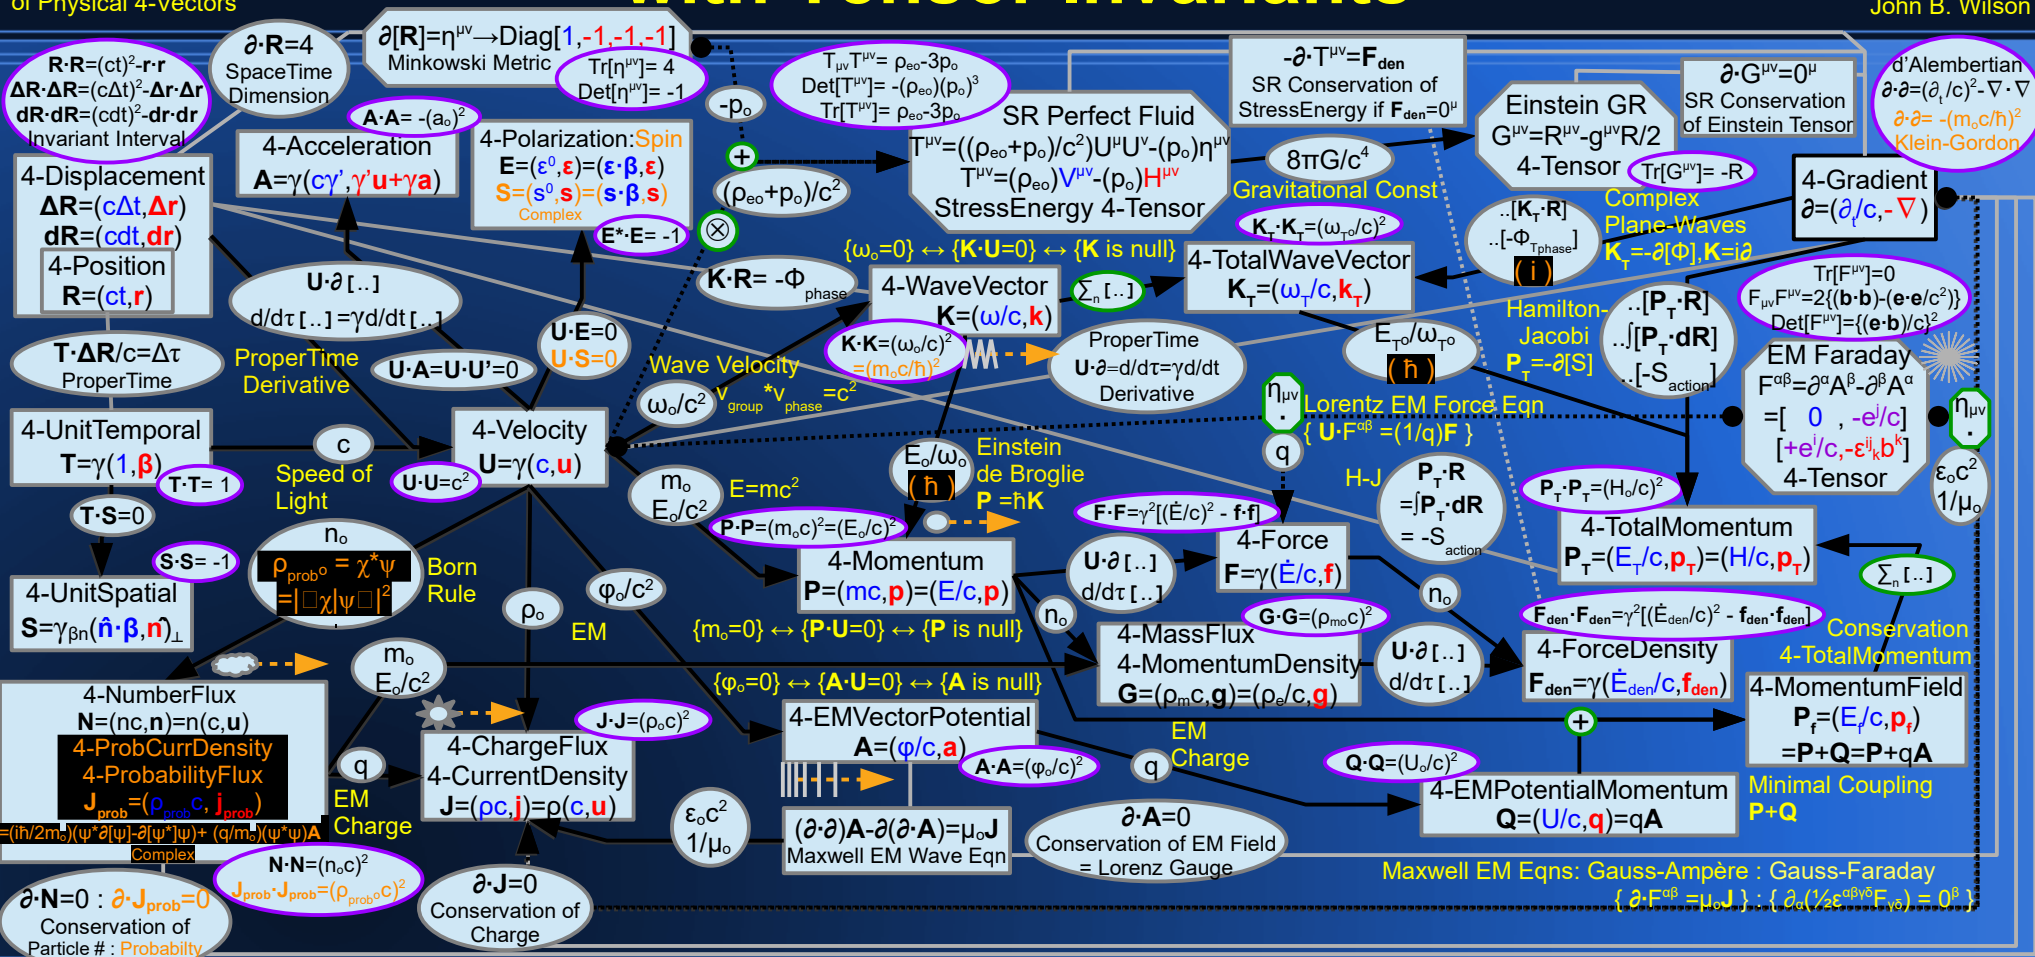 of Physical 4-Vectors
with Tensor Invariants
John B. Wilson
R·R=(ct)²-r·r
ΔR·ΔR=(cΔt)²-Δr·Δr
dR·dR=(cdt)²-dr·dr
Invariant Interval
∂·R=4
SpaceTime
Dimension
∂[R]=η^μν→Diag[1,-1,-1,-1]
Minkowski Metric
Tr[η^μν]= 4
Det[η^μν]= -1
T_μνT^μν= ρ_eo-3p_o
Det[T^μν]= -(ρ_eo)(p_o)³
Tr[T^μν]= ρ_eo-3p_o
-∂·T^μν=F_den
SR Conservation of
StressEnergy if F_den=0^μ
∂·G^μν=0^μ
SR Conservation
of Einstein Tensor
d'Alembertian
∂·∂=(∂_t/c)²-∇·∇
∂·∂= -(m_oc/ħ)²
Klein-Gordon
A·A= -(a_o)²
4-Acceleration
A=γ(cγ',γ'u+γa)
4-Polarization:Spin
E=(ε⁰,ε)=(ε·β,ε)
S=(s⁰,s)=(s·β,s)
Complex
E*·E= -1
-p_o
+
(ρ_eo+p_o)/c²
⊗
SR Perfect Fluid
T^μν=((ρ_eo+p_o)/c²)U^μU^ν-(p_o)η^μν
T^μν=(ρ_eo)V^μν-(p_o)H^μν
StressEnergy 4-Tensor
8πG/c⁴
Gravitational Const
Einstein GR
G^μν=R^μν-g^μνR/2
4-Tensor
Tr[G^μν]= -R
4-Gradient
∂=(∂_t/c,-∇)
4-Displacement
ΔR=(cΔt,Δr)
dR=(cdt,dr)
4-Position
R=(ct,r)
U·∂[..]
d/dτ[..]=γd/dt[..]
{ω_o=0} ↔ {K·U=0} ↔ {K is null}
K·R= -Φ_phase
4-WaveVector
K=(ω/c,k)
K·K=(ω_o/c)²
=(m_oc/ħ)²
∑_n[..]
K_T·K_T=(ω_To/c)²
4-TotalWaveVector
K_T=(ω_T/c,k_T)
..[K_T·R]
..[-Φ_Tphase]
(i)
Complex
Plane-Waves
K_T=-∂[Φ],K=i∂
Tr[F^μν]=0
F_μνF^μν=2{(b·b)-(e·e/c²)}
Det[F^μν]={(e·b)/c}²
Hamilton-
Jacobi
P_T=-∂[S]
..[P_T·R]
..∫[P_T·dR]
..[-S_action]
E_To/ω_To
(ħ)
T·ΔR/c=Δτ
ProperTime
ProperTime
Derivative
U·A=U·U'=0
U·E=0
U·S=0
Wave Velocity
v_group*v_phase=c²
ω_o/c²
ProperTime
U·∂=d/dτ=γd/dt
Derivative
EM Faraday
F^αβ=∂^αA^β-∂^βA^α
=[ 0 , -e^j/c]
[+e^i/c,-ε^ij_kb^k]
4-Tensor
η_μν
·
η_μν
·
Lorentz EM Force Eqn
{ U·F^αβ =(1/q)F }
ε_oc²
1/μ_o
4-UnitTemporal
T=γ(1,β)
T·T= 1
c
Speed of
Light
4-Velocity
U=γ(c,u)
U·U=c²
E_o/ω_o
(ħ)
Einstein
de Broglie
P =ħK
q
H-J
P_T·R
=∫P_T·dR
= -S_action
P_T·P_T=(H_o/c)²
4-TotalMomentum
P_T=(E_T/c,p_T)=(H/c,p_T)
m_o
E_o/c²
E=mc²
P·P=(m_oc)²=(E_o/c)²
4-Momentum
P=(mc,p)=(E/c,p)
F·F=γ²[(Ė/c)² - f·f]
4-Force
F=γ(Ė/c,f)
T·S=0
S·S= -1
4-UnitSpatial
S=γ_βn(n̂·β,n̂)_⊥
n_o
ρ_probo = χ*ψ
=|□χ|ψ□|²
Born
Rule
ρ_o
φ_o/c²
EM
U·∂[..]
d/dτ[..]
n_o
n_o
∑_n[..]
{m_o=0} ↔ {P·U=0} ↔ {P is null}
G·G=(ρ_moc)²
4-MassFlux
4-MomentumDensity
G=(ρ_mc,g)=(ρ_e/c,g)
U·∂[..]
d/dτ[..]
F_den·F_den=γ²[(Ė_den/c)² - f_den·f_den]
4-ForceDensity
F_den=γ(Ė_den/c,f_den)
Conservation
4-TotalMomentum
m_o
E_o/c²
{φ_o=0} ↔ {A·U=0} ↔ {A is null}
4-NumberFlux
N=(nc,n)=n(c,u)
4-ProbCurrDensity
4-ProbabilityFlux
J_prob=(ρ_probc, j_prob)
=(iħ/2m_o)(ψ*∂[ψ]-∂[ψ*]ψ)+ (q/m_o)(ψ*ψ)A
Complex
q
EM
Charge
J·J=(ρ_oc)²
4-ChargeFlux
4-CurrentDensity
J=(ρc,j)=ρ(c,u)
4-EMVectorPotential
A=(φ/c,a)
A·A=(φ_o/c)²
q
EM
Charge
+
4-MomentumField
P_f=(E_f/c,p_f)
=P+Q=P+qA
Minimal Coupling
P+Q
Q·Q=(U_o/c)²
4-EMPotentialMomentum
Q=(U/c,q)=qA
ε_oc²
1/μ_o
(∂·∂)A-∂(∂·A)=μ_oJ
Maxwell EM Wave Eqn
∂·A=0
Conservation of EM Field
= Lorenz Gauge
N·N=(n_oc)²
J_prob·J_prob=(ρ_proboc)²
∂·N=0 : ∂·J_prob=0
Conservation of
Particle # : Probabilty
∂·J=0
Conservation of
Charge
Maxwell EM Eqns: Gauss-Ampère : Gauss-Faraday
{ ∂·F^αβ =μ_oJ } : { ∂_α(½ε^αβγδF_γδ) = 0^β }